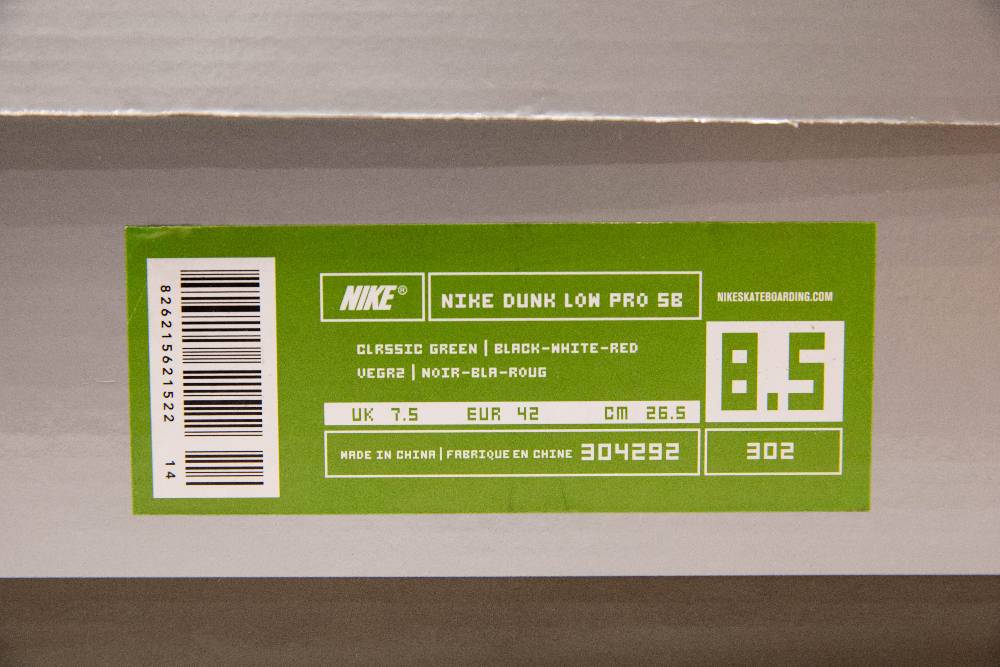 826215621522 14
NIKE® NIKE DUNK LOW PRO SB
NIKESKATEBOARDING.COM
CLASSIC GREEN | BLACK-WHITE-RED
VEGR2 | NOIR-BLA-ROUG
8.5
UK 7.5 EUR 42 CM 26.5
MADE IN CHINA | FABRIQUE EN CHINE 304292 302